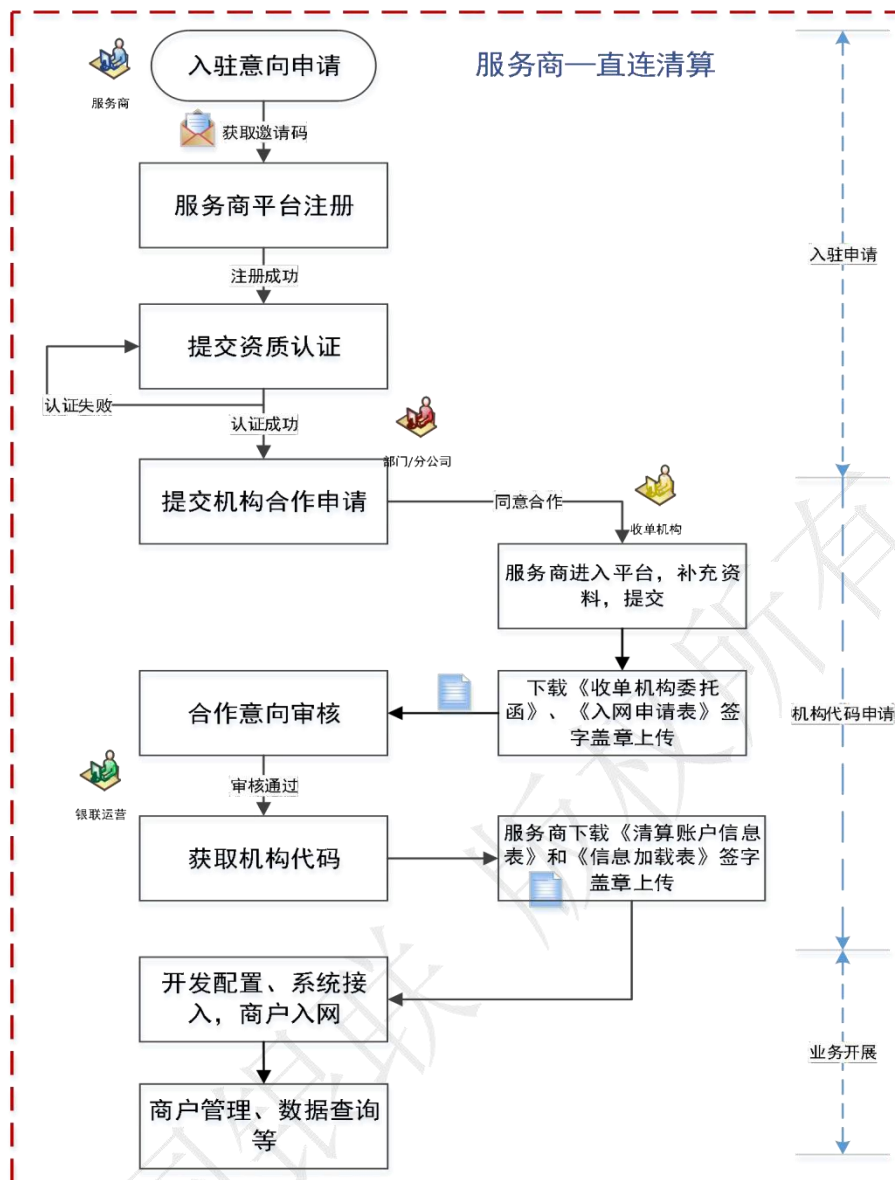 入驻意向申请
服务商—直连清算
服务商
获取邀请码
服务商平台注册
入驻申请
注册成功
提交资质认证
认证失败
认证成功
部门/分公司
提交机构合作申请
同意合作
收单机构
服务商进入平台，补充资
料，提交
合作意向审核
下载《收单机构委托
函》、《入网申请表》签
字盖章上传
机构代码申请
审核通过
银联运营
获取机构代码
服务商下载《清算账户信息
表》和《信息加载表》签字
盖章上传
开发配置、系统接
入，商户入网
业务开展
商户管理、数据查询
等
银联 版权所有